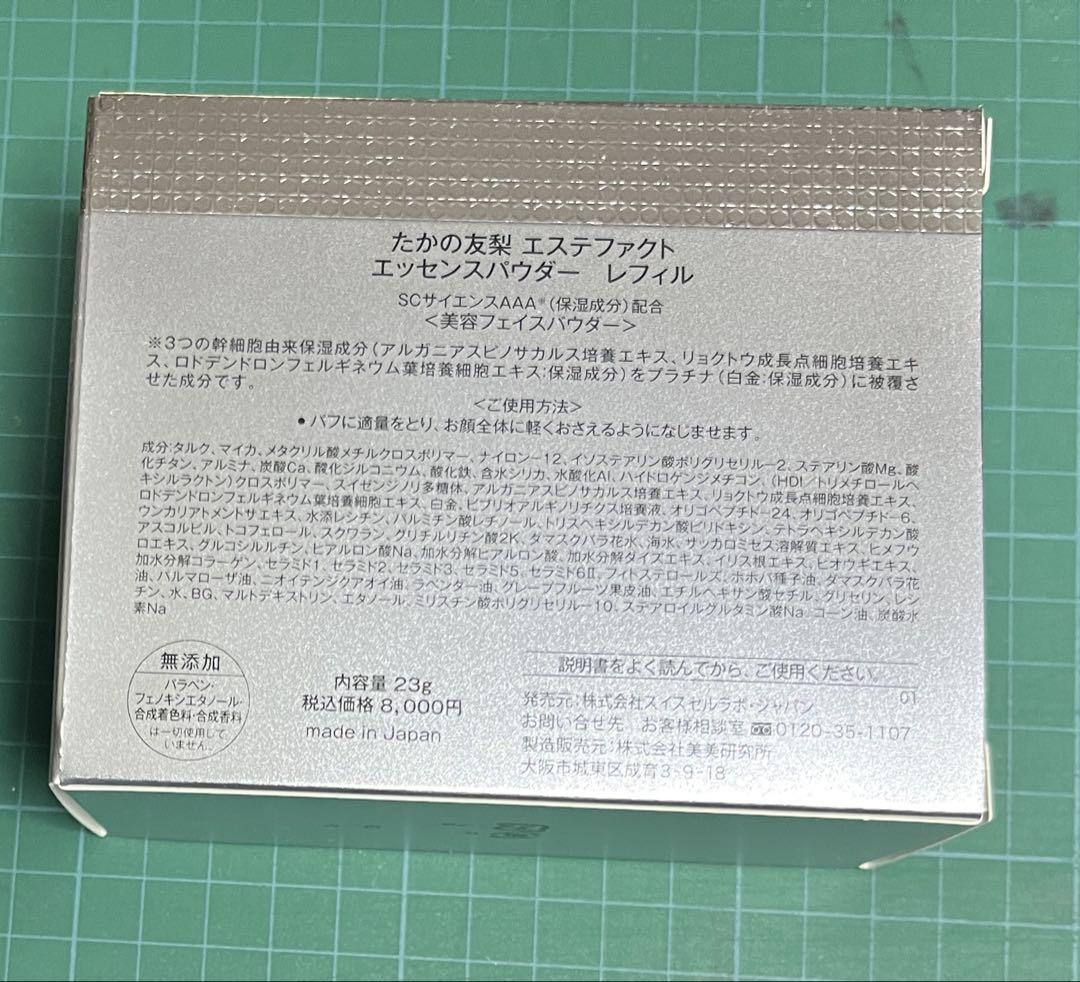 たかの友梨 エステファクト
エッセンスパウダー レフィル
SCサイエンスAAA※(保湿成分)配合
<美容フェイスパウダー>
※3つの幹細胞由来保湿成分(アルガニアスピノサカルス培養エキス、リョクトウ成長点細胞培養エキ
ス、ロドデンドロンフェルギネウム葉培養細胞エキス:保湿成分)をプラチナ(白金:保湿成分)に被覆さ
せた成分です。
<ご使用方法>
●パフに適量をとり、お顔全体に軽くおさえるようになじませます。
成分:タルク、マイカ、メタクリル酸メチルクロスポリマー、ナイロン-12、イソステアリン酸ポリグリセリル-2、ステアリン酸Mg、酸
化チタン、アルミナ、炭酸Ca、酸化ジルコニウム、酸化鉄、含水シリカ、水酸化Al、ハイドロゲンジメチコン、(HDI/トリメチロールヘ
キシルラクトン)クロスポリマー、スイゼンジノリ多糖体、アルガニアスピノサカルス培養エキス、リョクトウ成長点細胞培養エキス、
ロドデンドロンフェルギネウム葉培養細胞エキス、白金、ビブリオアルギノリチクス培養液、オリゴペプチド-24、オリゴペプチド-6、
ウンカリアトメントサエキス、水添レシチン、パルミチン酸レチノール、トリスヘキシルデカン酸ピリドキシン、テトラヘキシルデカン酸
アスコルビル、トコフェロール、スクワラン、グリチルリチン酸2K、ダマスクバラ花水、海水、サッカロミセス溶解質エキス、ヒメフウ
ロエキス、グルコシルルチン、ヒアルロン酸Na、加水分解ヒアルロン酸、加水分解ダイズエキス、イリス根エキス、ヒオウギエキス、
加水分解コラーゲン、セラミド1、セラミド2、セラミド3、セラミド5、セラミド6Ⅱ、フィトステロールズ、ホホバ種子油、ダマスクバラ花
油、パルマローザ油、ニオイテンジクアオイ油、ラベンダー油、グレープフルーツ果皮油、エチルヘキサン酸セチル、グリセリン、レシ
チン、水、BG、マルトデキストリン、エタノール、ミリスチン酸ポリグリセリル-10、ステアロイルグルタミン酸Na、コーン油、炭酸水
素Na
無添加
パラベン・
フェノキシエタノール・
合成着色料・合成香料
は一切使用して
いません。
内容量 23g
税込価格 8,000円
made in Japan
説明書をよく読んでから、ご使用ください。
01
発売元:株式会社スイスセルラボ・ジャパン
お問い合せ先 お客様相談室 0120-35-1107
製造販売元:株式会社美美研究所
大阪市城東区成育3-9-18